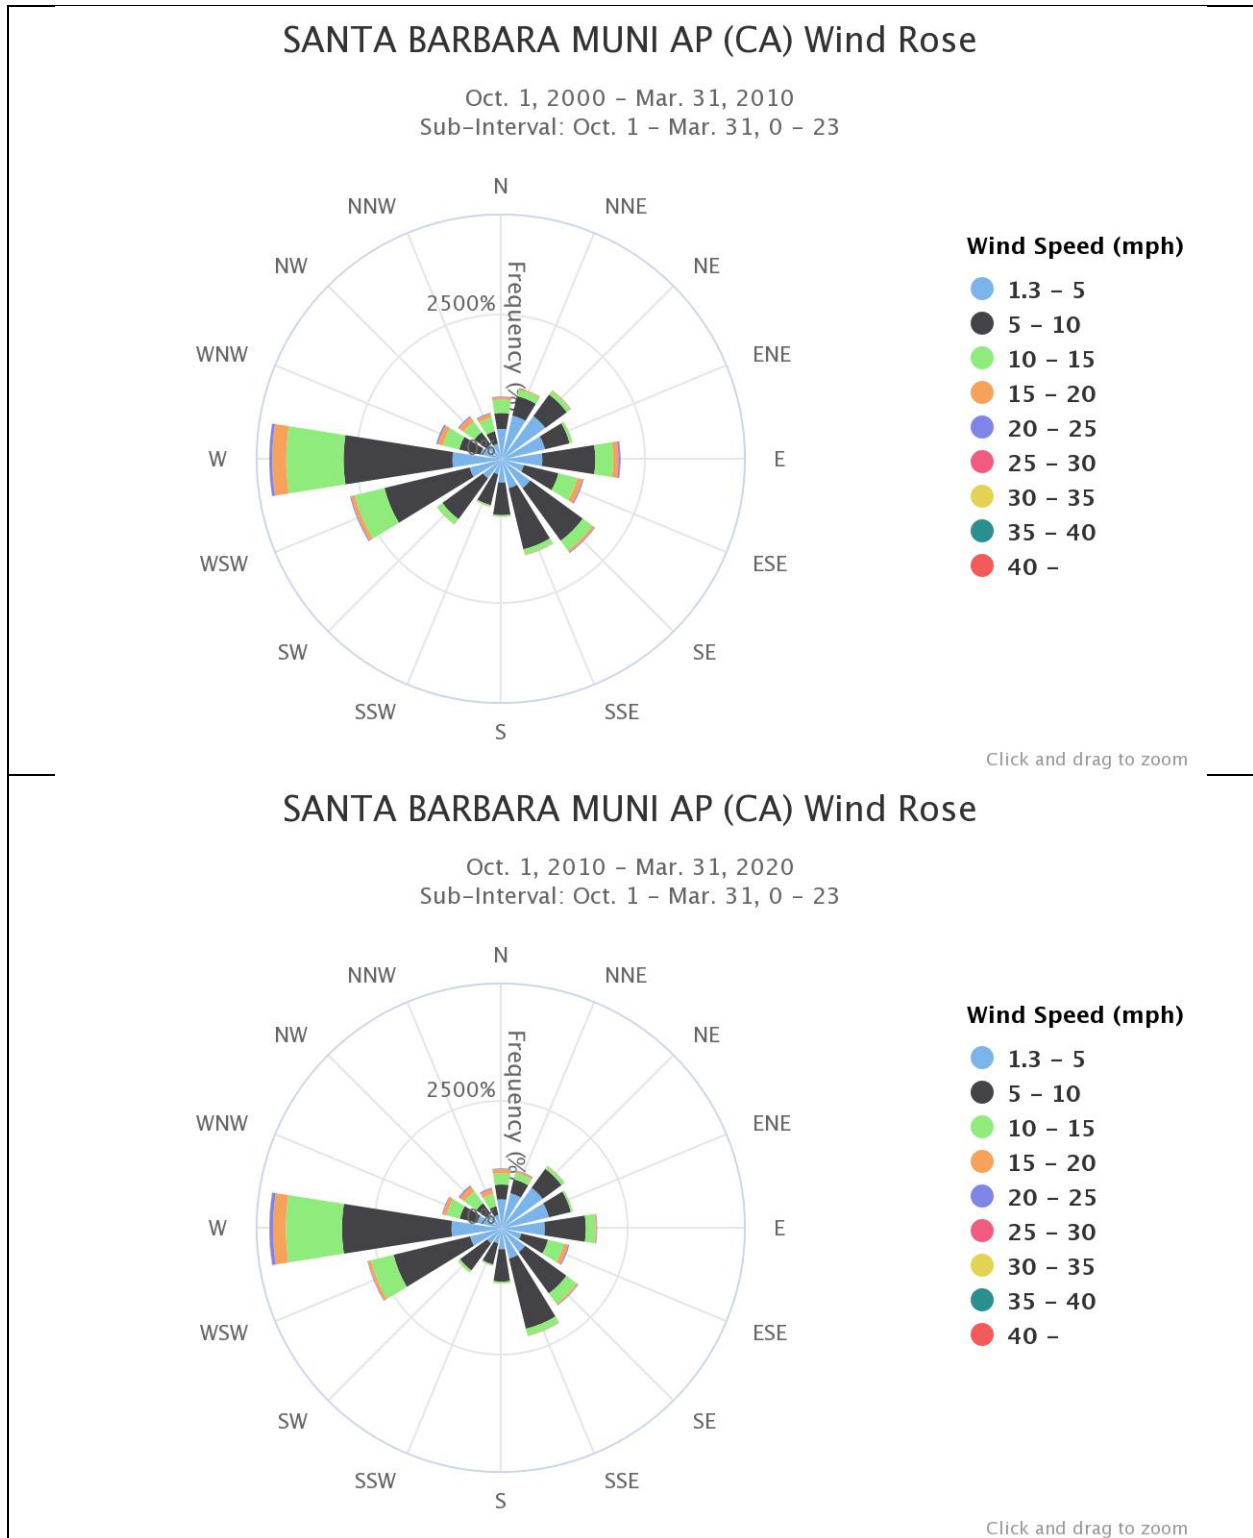 SANTA BARBARA MUNI AP (CA) Wind Rose
Oct. 1, 2000 – Mar. 31, 2010
Sub-Interval: Oct. 1 – Mar. 31, 0 – 23
N
NNW
NNE
NW
NE
WNW
ENE
W
E
WSW
ESE
SW
SE
SSW
SSE
S
Frequency (%)
2500%
0%
Wind Speed (mph)
1.3 – 5
5 – 10
10 – 15
15 – 20
20 – 25
25 – 30
30 – 35
35 – 40
40 –
Click and drag to zoom
SANTA BARBARA MUNI AP (CA) Wind Rose
Oct. 1, 2010 – Mar. 31, 2020
Sub-Interval: Oct. 1 – Mar. 31, 0 – 23
N
NNW
NNE
NW
NE
WNW
ENE
W
E
WSW
ESE
SW
SE
SSW
SSE
S
Frequency (%)
2500%
0%
Wind Speed (mph)
1.3 – 5
5 – 10
10 – 15
15 – 20
20 – 25
25 – 30
30 – 35
35 – 40
40 –
Click and drag to zoom